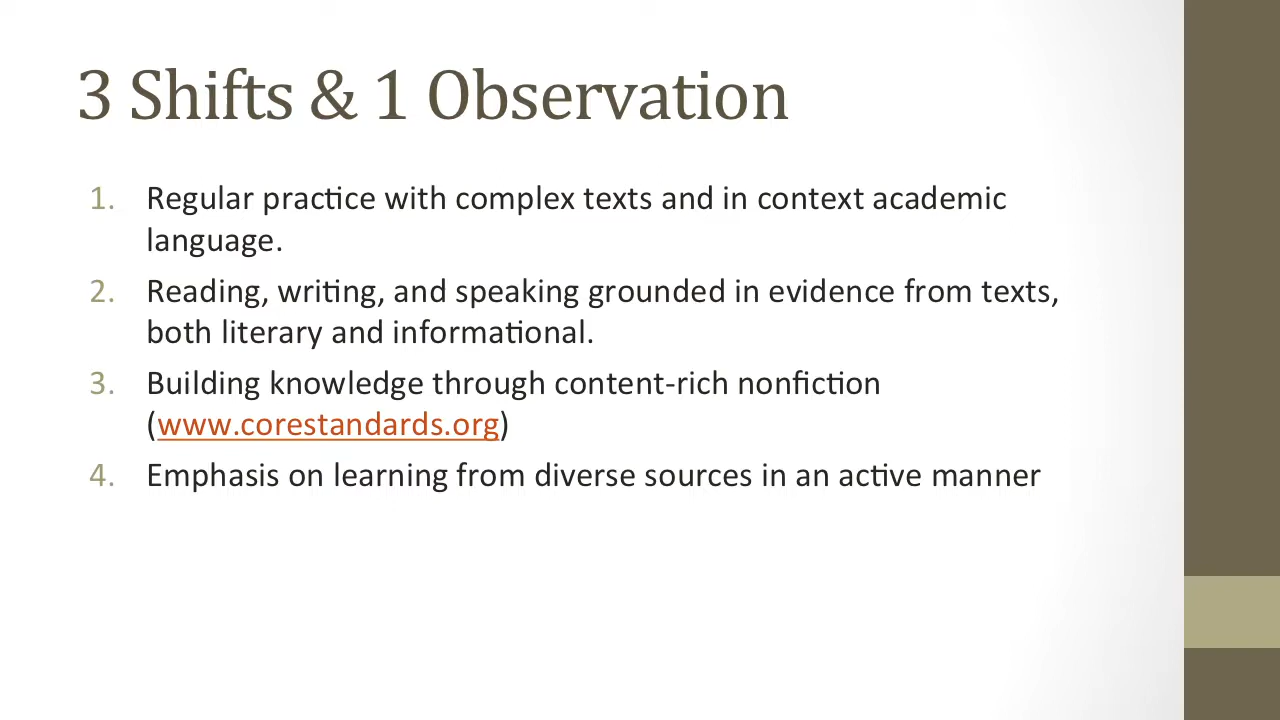 3 Shifts & 1 Observation
1. Regular practice with complex texts and in context academic
language.
2. Reading, writing, and speaking grounded in evidence from texts,
both literary and informational.
3. Building knowledge through content-rich nonfiction
(www.corestandards.org)
4. Emphasis on learning from diverse sources in an active manner